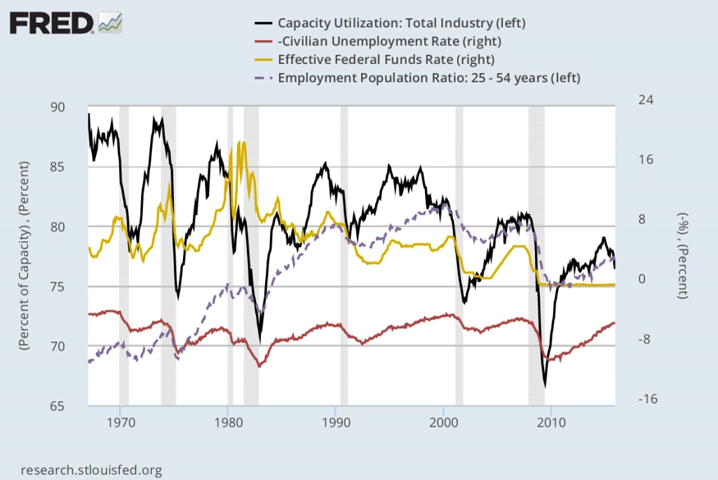 FRED
Capacity Utilization: Total Industry (left)
-Civilian Unemployment Rate (right)
Effective Federal Funds Rate (right)
Employment Population Ratio: 25 - 54 years (left)
90
85
80
75
70
65
(Percent of Capacity) , (Percent)
24
16
8
0
-8
-16
(-%) , (Percent)
1970
1980
1990
2000
2010
research.stlouisfed.org